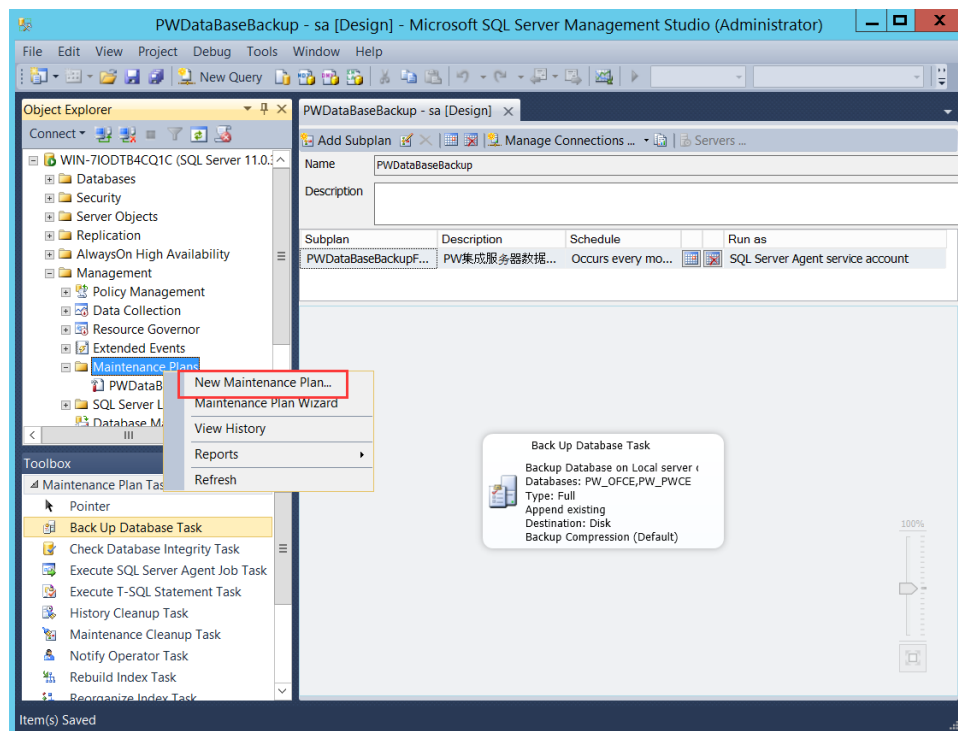 PWDataBaseBackup - sa [Design] - Microsoft SQL Server Management Studio (Administrator)
File Edit View Project Debug Tools Window Help
New Query
Object Explorer
Connect
WIN-7IODTB4CQ1C (SQL Server 11.0.
Databases
Security
Server Objects
Replication
AlwaysOn High Availability
Management
Policy Management
Data Collection
Resource Governor
Extended Events
Maintenance Plans
PWDataB
SQL Server L
Database M
New Maintenance Plan...
Maintenance Plan Wizard
View History
Reports
Refresh
Toolbox
Maintenance Plan Tas
Pointer
Back Up Database Task
Check Database Integrity Task
Execute SQL Server Agent Job Task
Execute T-SQL Statement Task
History Cleanup Task
Maintenance Cleanup Task
Notify Operator Task
Rebuild Index Task
Reorganize Index Task
PWDataBaseBackup - sa [Design]
Add Subplan Manage Connections ... Servers ...
Name PWDataBaseBackup
Description
Subplan Description Schedule Run as
PWDataBaseBackupF... PW集成服务器数据... Occurs every mo... SQL Server Agent service account
Back Up Database Task
Backup Database on Local server c
Databases: PW_OFCE,PW_PWCE
Type: Full
Append existing
Destination: Disk
Backup Compression (Default)
100%
Item(s) Saved